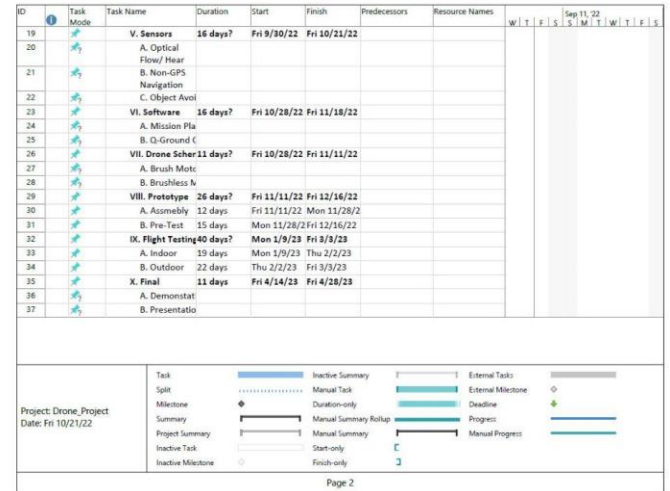 ID Task Mode Task Name Duration Start Finish Predecessors Resource Names Sep 11, '22
W T F S S M T W T F S
19 V. Sensors 16 days? Fri 9/30/22 Fri 10/21/22
20 A. Optical Flow/ Hear
21 B. Non-GPS Navigation
22 C. Object Avoi
23 VI. Software 16 days? Fri 10/28/22 Fri 11/18/22
24 A. Mission Pla
25 B. Q-Ground C
26 VII. Drone Scher 11 days? Fri 10/28/22 Fri 11/11/22
27 A. Brush Moto
28 B. Brushless M
29 VIII. Prototype 26 days? Fri 11/11/22 Fri 12/16/22
30 A. Assmebly 12 days Fri 11/11/22 Mon 11/28/2
31 B. Pre-Test 15 days Mon 11/28/2 Fri 12/16/22
32 IX. Flight Testing 40 days? Mon 1/9/23 Fri 3/3/23
33 A. Indoor 19 days Mon 1/9/23 Thu 2/2/23
34 B. Outdoor 22 days Thu 2/2/23 Fri 3/3/23
35 X. Final 11 days Fri 4/14/23 Fri 4/28/23
36 A. Demonstat
37 B. Presentatio
Project: Drone_Project
Date: Fri 10/21/22
Task Inactive Summary External Tasks
Split Manual Task External Milestone
Milestone Duration-only Deadline
Summary Manual Summary Rollup Progress
Project Summary Manual Summary Manual Progress
Inactive Task Start-only
Inactive Milestone Finish-only
Page 2